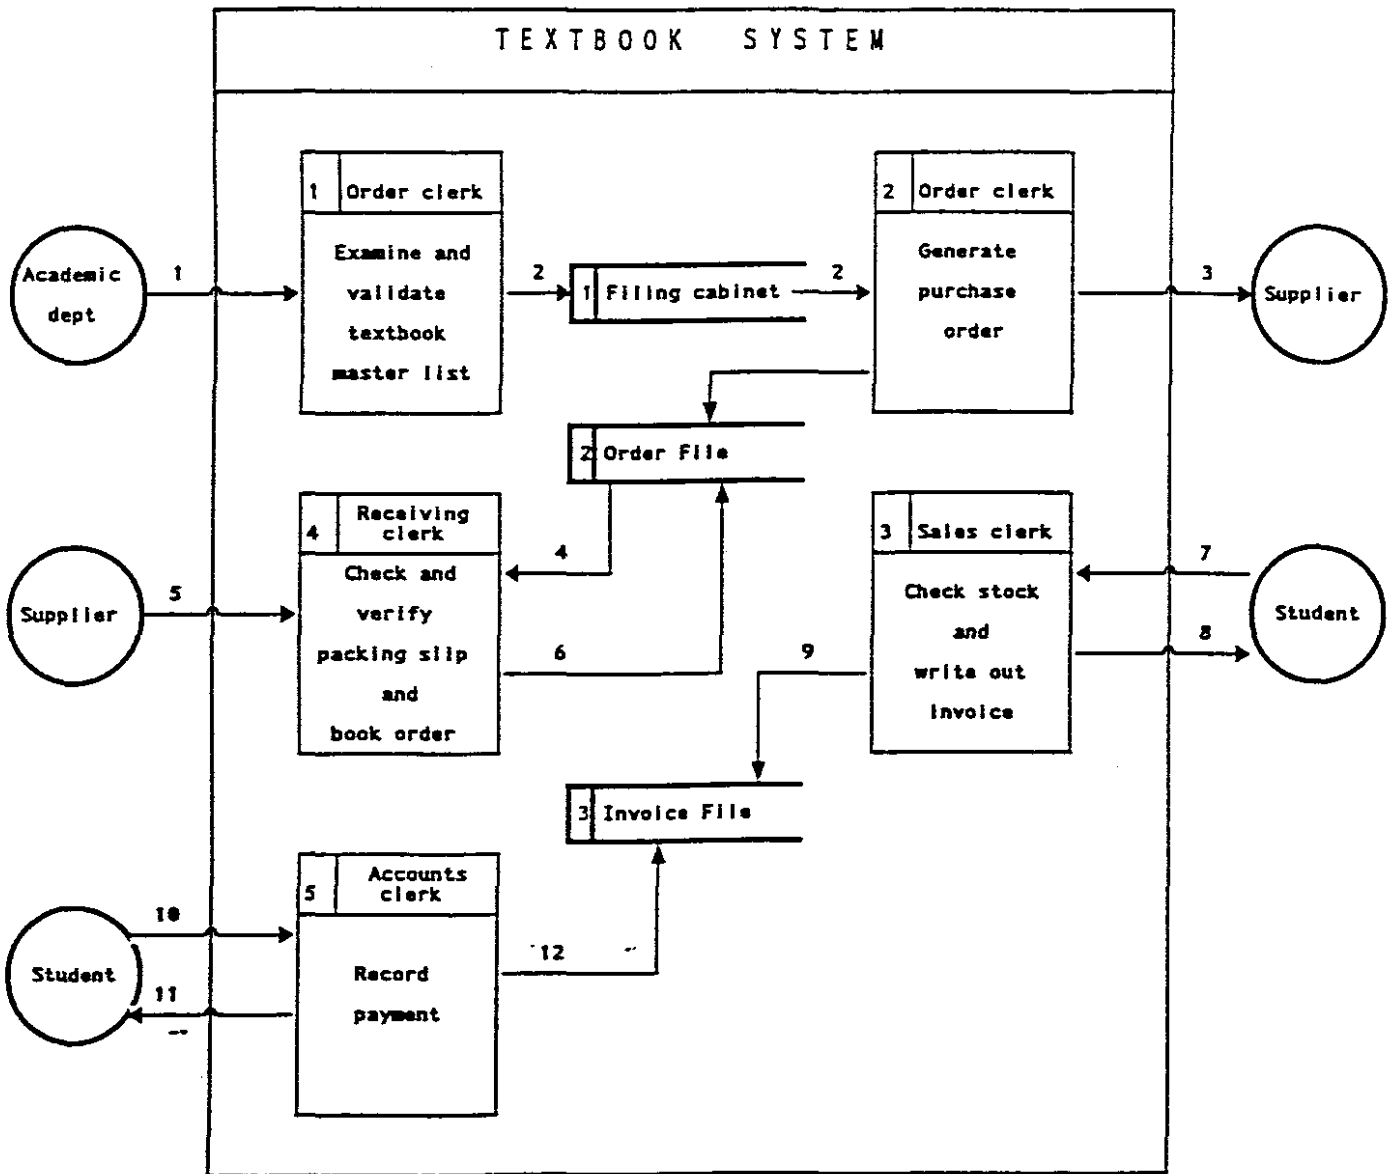 TEXTBOOK SYSTEM
1 Order clerk
Examine and
validate
textbook
master list
2 Order clerk
Generate
purchase
order
Academic
dept
1
2
1 Filing cabinet
2
3
Supplier
2 Order File
4 Receiving
clerk
Check and
verify
packing slip
and
book order
3 Sales clerk
Check stock
and
write out
invoice
Supplier
5
4
6
9
7
8
Student
3 Invoice File
5 Accounts
clerk
Record
payment
Student
10
11
12